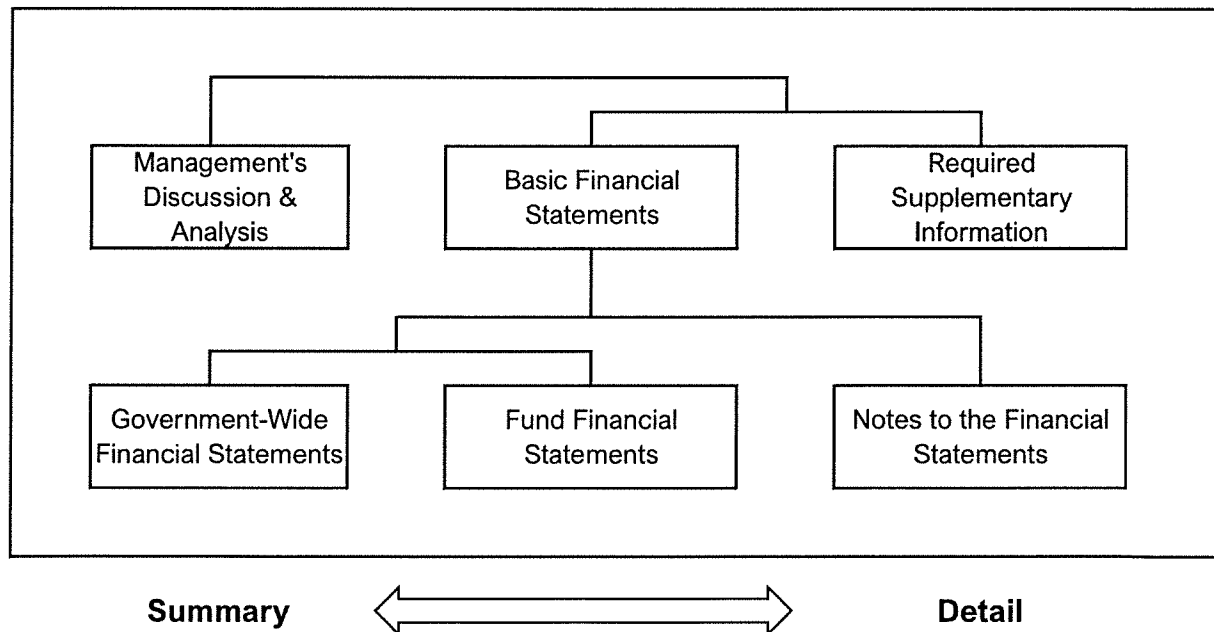 Management's
Discussion &
Analysis
Basic Financial
Statements
Required
Supplementary
Information
Government-Wide
Financial Statements
Fund Financial
Statements
Notes to the Financial
Statements
Summary
Detail